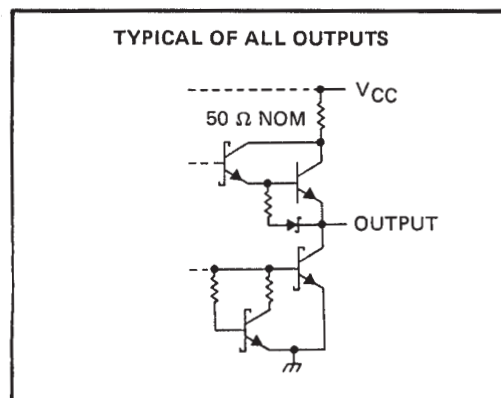 TYPICAL OF ALL OUTPUTS
VCC
50 Ω NOM
OUTPUT